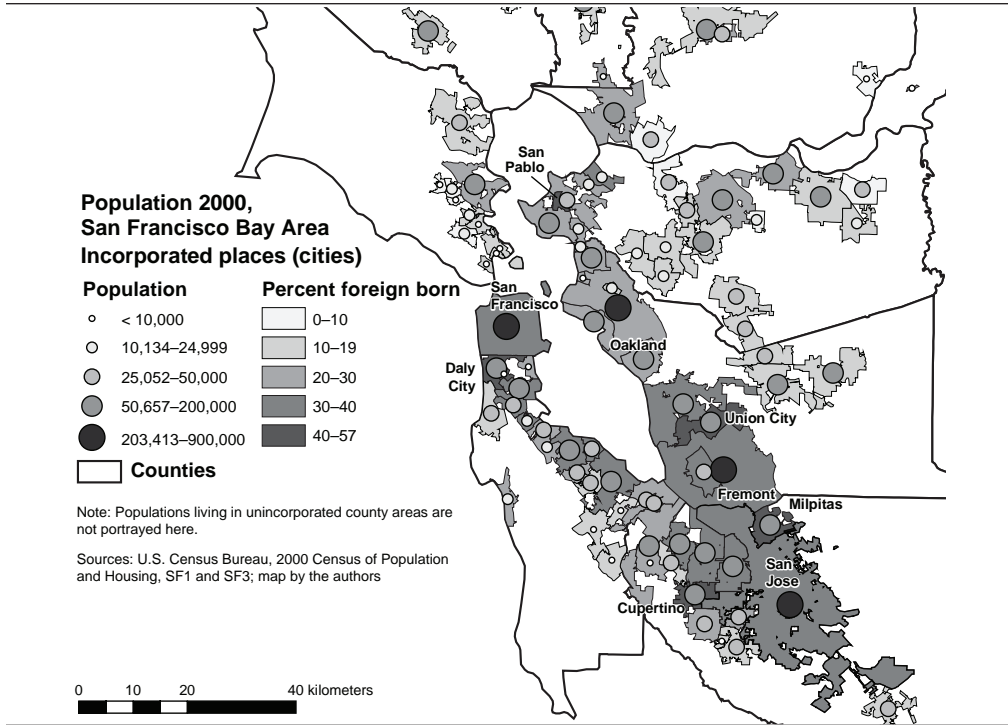 San
Pablo
Population 2000,
San Francisco Bay Area
Incorporated places (cities)
Population
< 10,000
10,134–24,999
25,052–50,000
50,657–200,000
203,413–900,000
Counties
Percent foreign born
0–10
10–19
20–30
30–40
40–57
Note: Populations living in unincorporated county areas are
not portrayed here.
Sources: U.S. Census Bureau, 2000 Census of Population
and Housing, SF1 and SF3; map by the authors
San
Francisco
Oakland
Daly
City
Union City
Fremont
Milpitas
San
Jose
Cupertino
0 10 20 40 kilometers